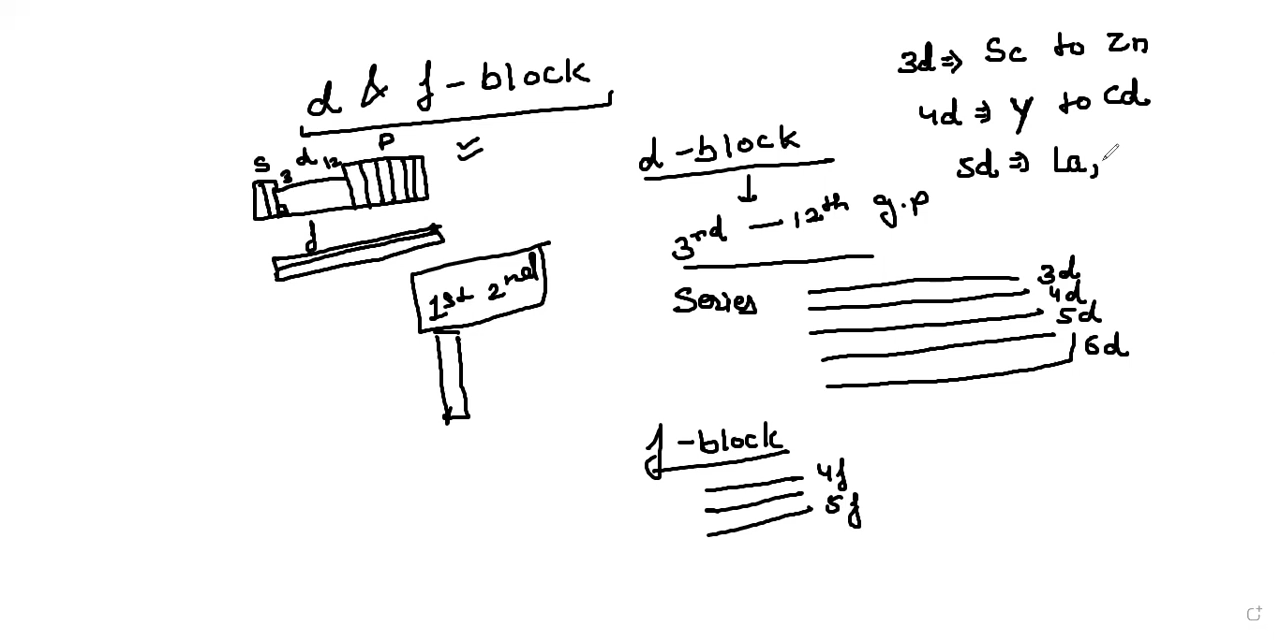 d & f - block
S
3
d
12
P
f
1st 2nd
3d ⇒ Sc to Zn
4d ⇒ Y to Cd
5d ⇒ La,
d - block
↓
3rd — 12th g.p
Series
3d
4d
5d
6d
f - block
4f
5f